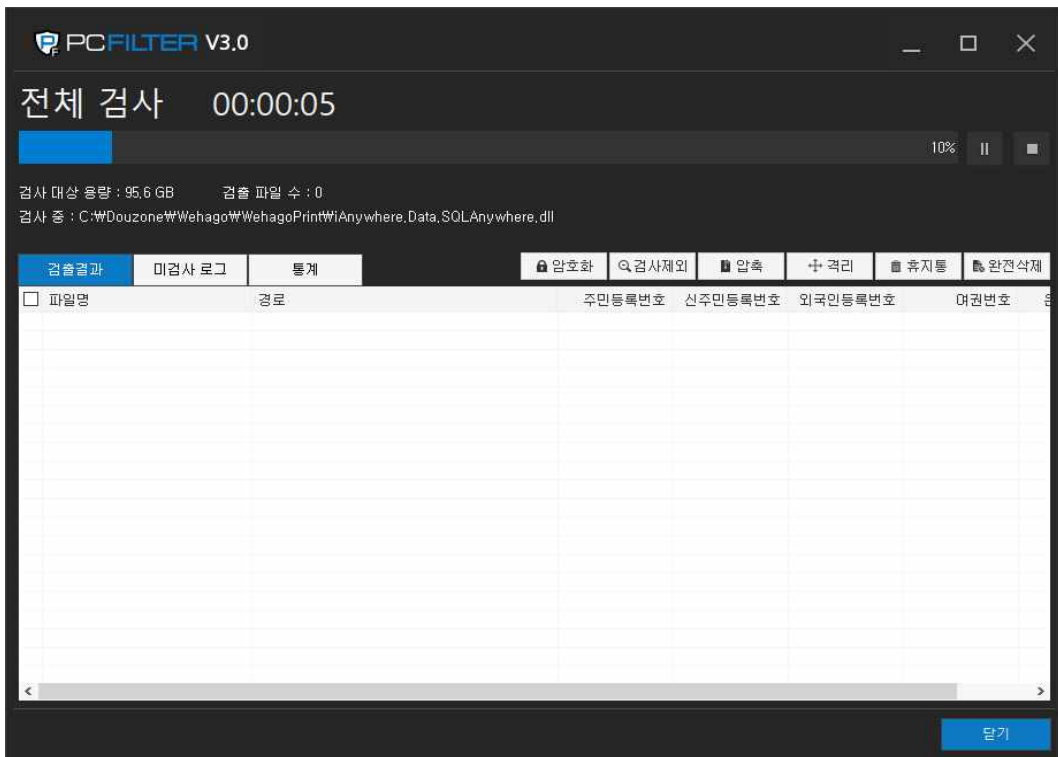 PCFILTER V3.0
전체 검사 00:00:05
10%
검사 대상 용량 : 95,6 GB 검출 파일 수 : 0
검사 중 : C:₩Douzone₩Wehago₩WehagoPrint₩iAnywhere,Data,SQLAnywhere,dll
검출결과 미검사 로그 통계 암호화 검사제외 압축 격리 휴지통 완전삭제
파일명 경로 주민등록번호 신주민등록번호 외국인등록번호 여권번호
닫기